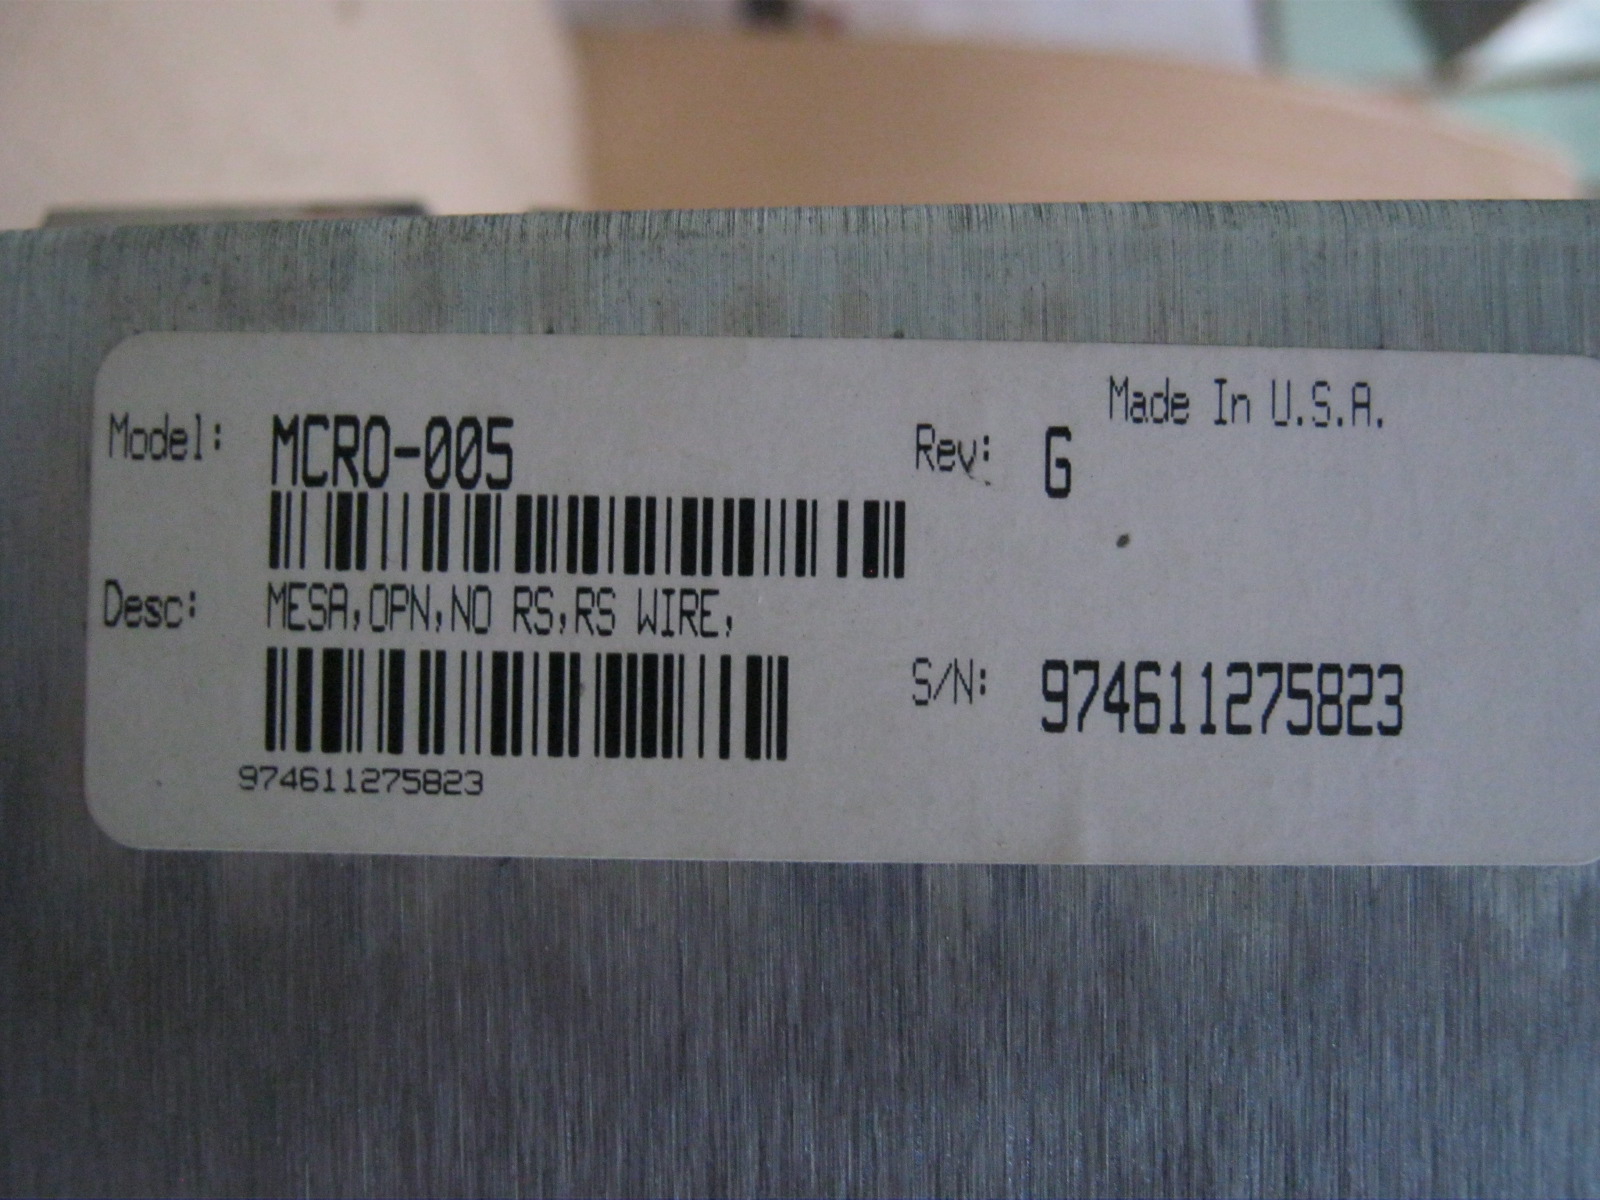 Made In U.S.A.
Model: MCRO-005 Rev: G
Desc: MESA,OPN,NO RS,RS WIRE,
S/N: 974611275823
974611275823